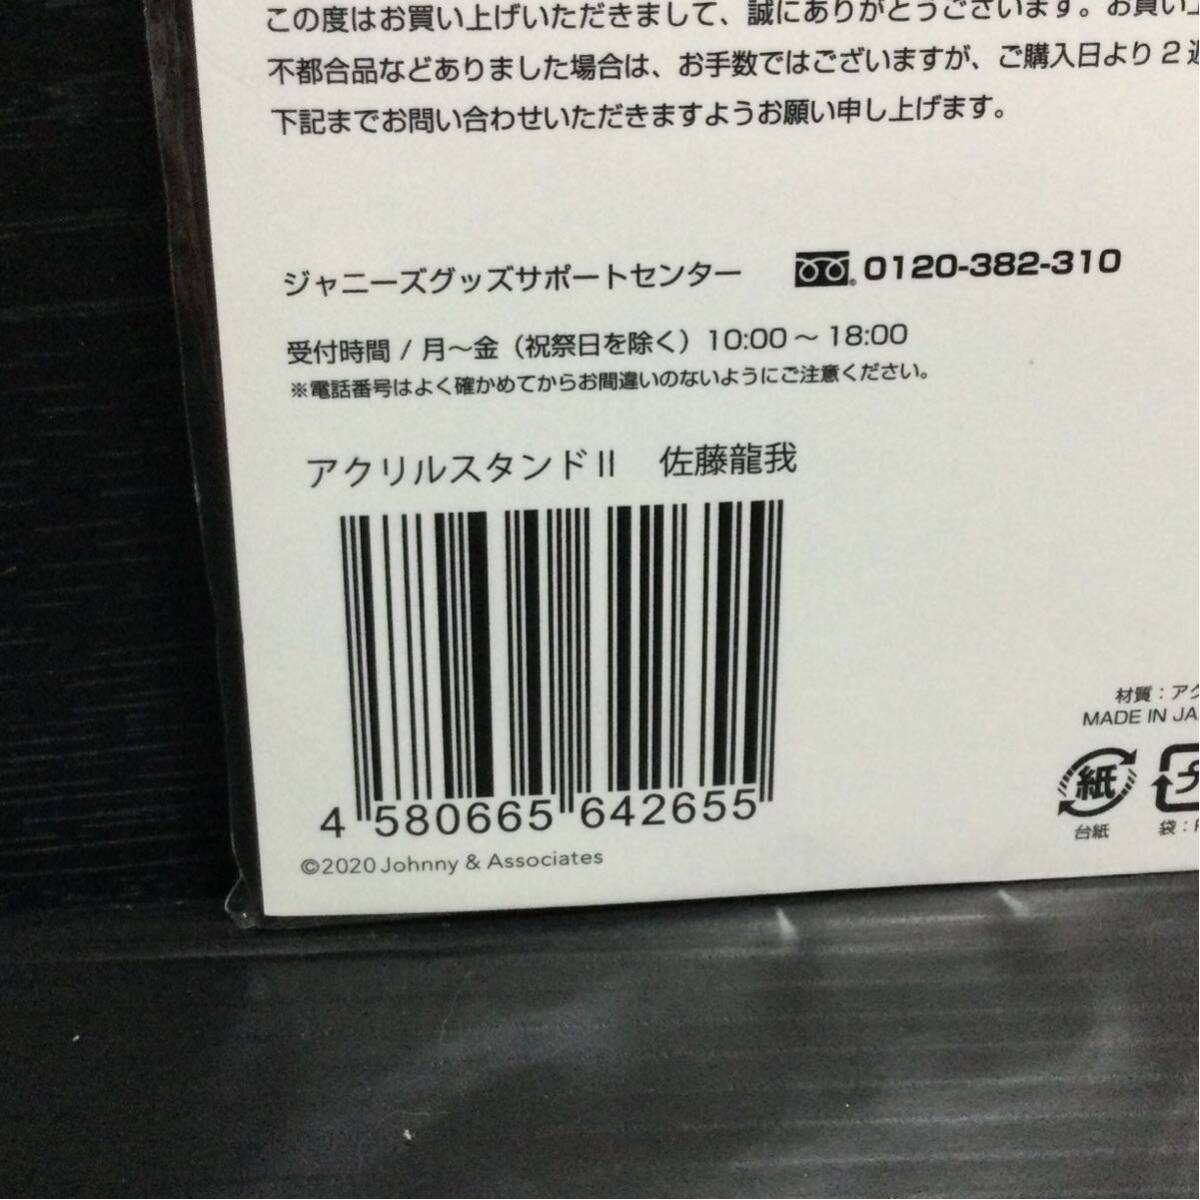 この度はお買い上げいただきまして、誠にありがとうございます。お買い上
不都合品などありました場合は、お手数ではございますが、ご購入日より2週
下記までお問い合わせいただきますようお願い申し上げます。
ジャニーズグッズサポートセンター 0120-382-310
受付時間 / 月〜金（祝祭日を除く）10:00 〜 18:00
※電話番号はよく確かめてからお間違いのないようにご注意ください。
アクリルスタンドII 佐藤龍我
4 580665 642655
©2020 Johnny & Associates
材質：アク
MADE IN JA
紙 プ
台紙 袋：P